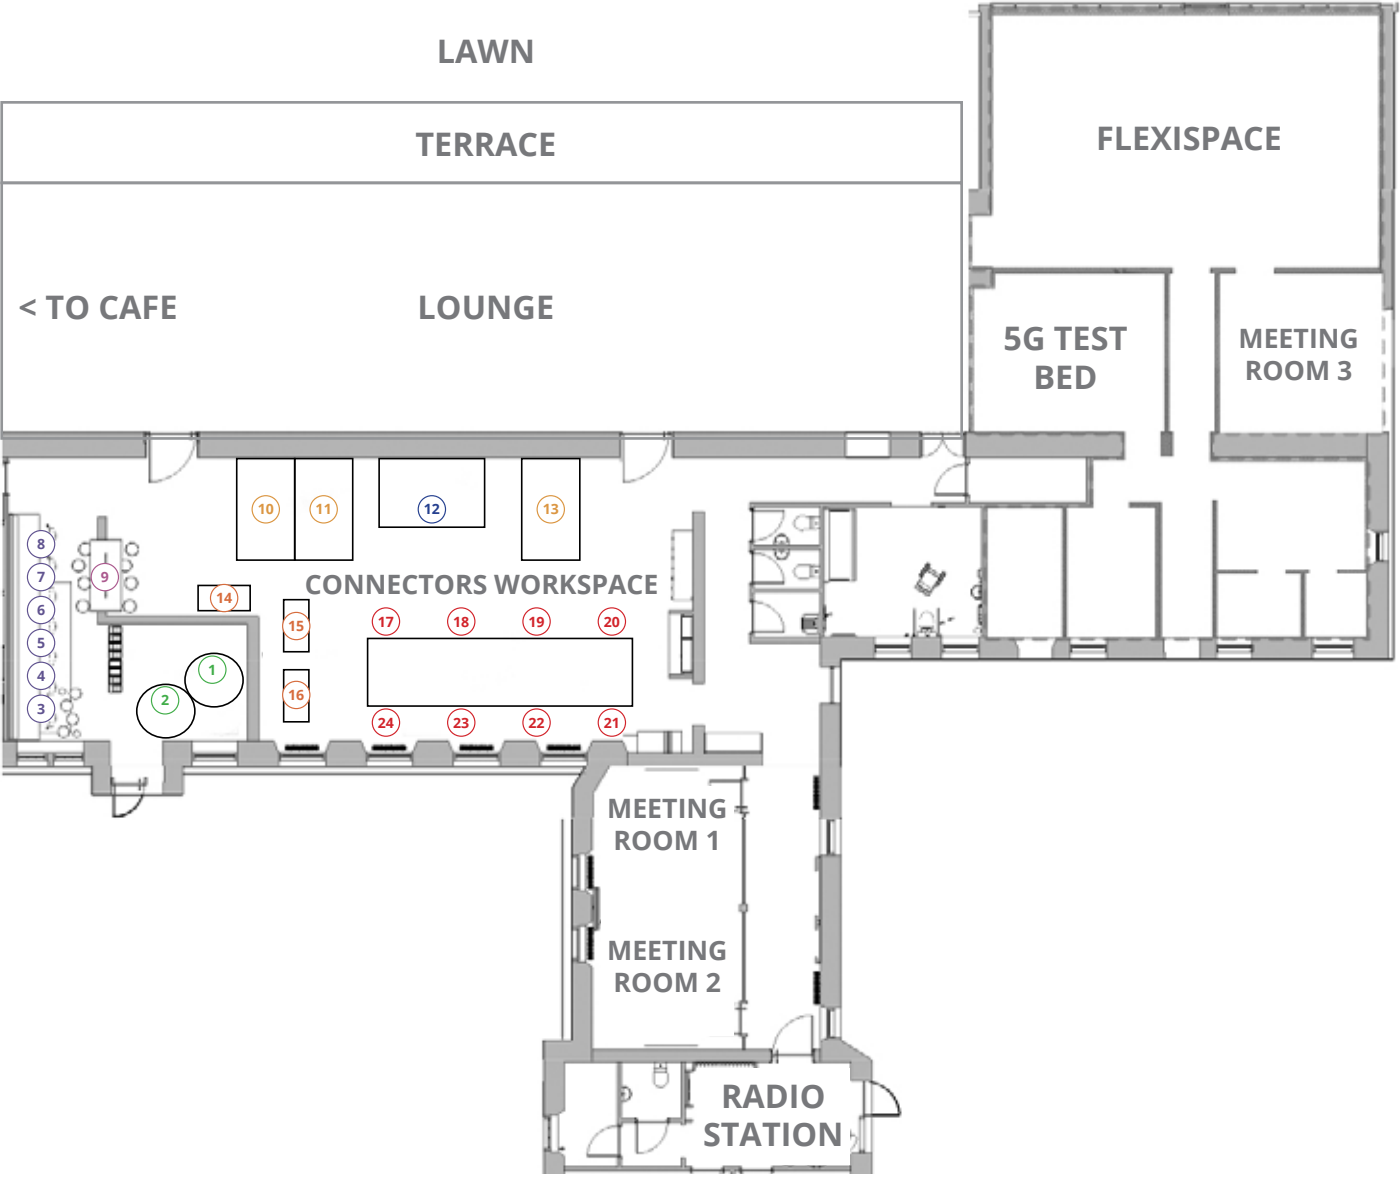 LAWN
TERRACE
FLEXISPACE
< TO CAFE
LOUNGE
5G TEST
BED
MEETING
ROOM 3
10
11
12
13
8
7
9
6
5
4
3
CONNECTORS WORKSPACE
14
15
16
1
2
17
18
19
20
24
23
22
21
MEETING
ROOM 1
MEETING
ROOM 2
RADIO
STATION